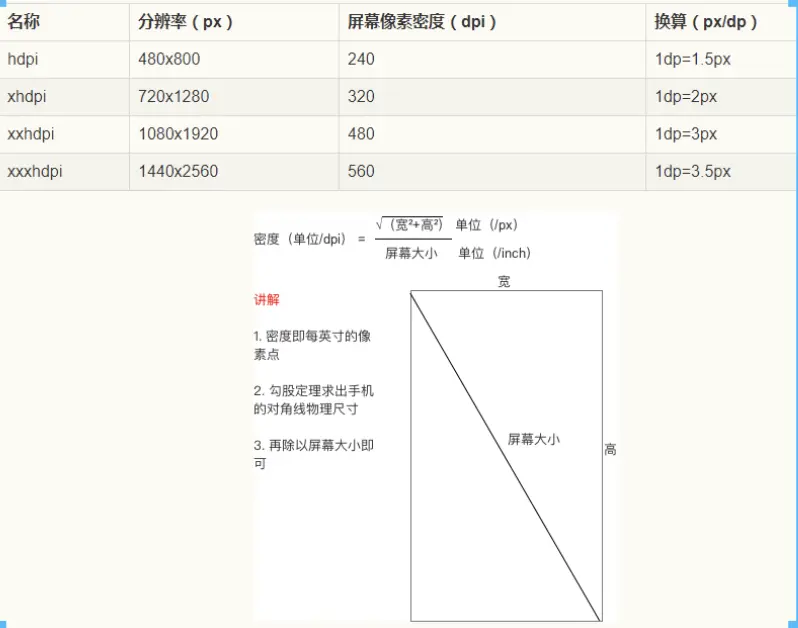 名称 分辨率（px） 屏幕像素密度（dpi） 换算（px/dp）
hdpi 480x800 240 1dp=1.5px
xhdpi 720x1280 320 1dp=2px
xxhdpi 1080x1920 480 1dp=3px
xxxhdpi 1440x2560 560 1dp=3.5px
√（宽²+高²） 单位（/px）
密度（单位/dpi） =
屏幕大小 单位（/inch）
宽
讲解
1. 密度即每英寸的像
素点
2. 勾股定理求出手机
的对角线物理尺寸
屏幕大小
高
3. 再除以屏幕大小即
可